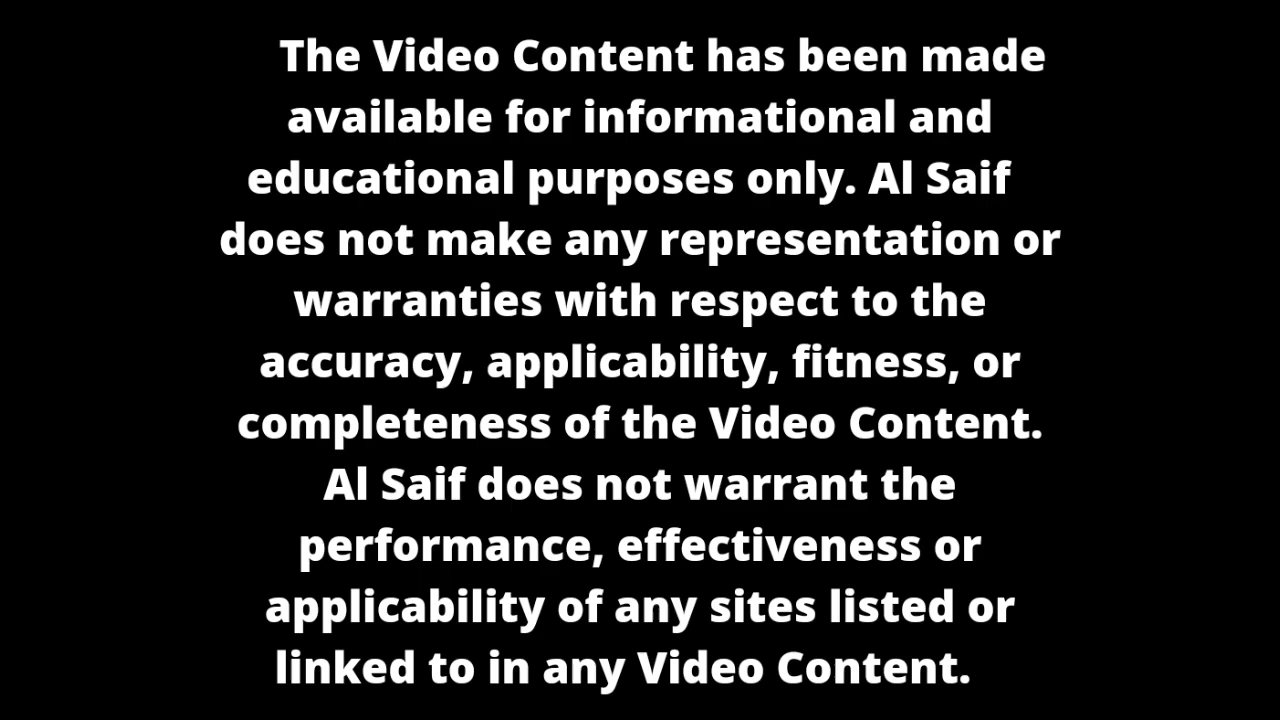 The Video Content has been made
available for informational and
educational purposes only. Al Saif
does not make any representation or
warranties with respect to the
accuracy, applicability, fitness, or
completeness of the Video Content.
Al Saif does not warrant the
performance, effectiveness or
applicability of any sites listed or
linked to in any Video Content.